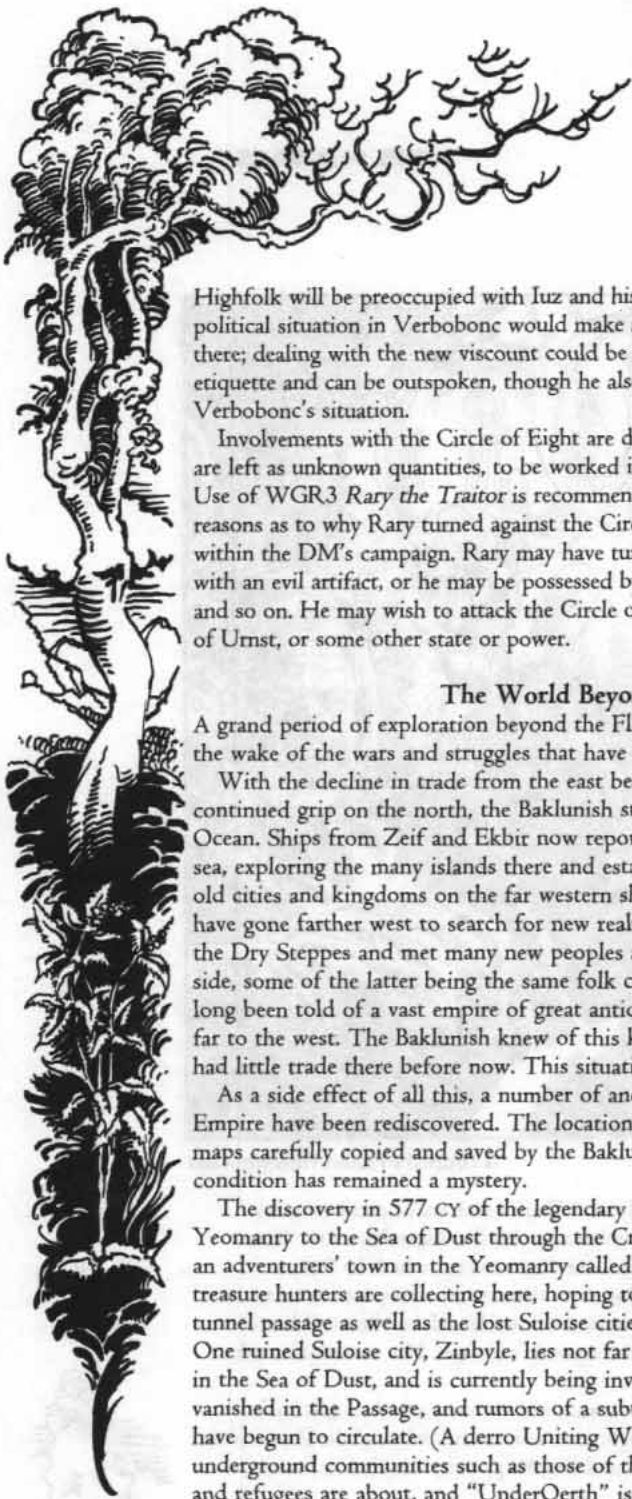 Highfolk will be preoccupied with Iuz and his
political situation in Verbobonc would make
there; dealing with the new viscount could be
etiquette and can be outspoken, though he als
Verbobonc's situation.
Involvements with the Circle of Eight are d
are left as unknown quantities, to be worked i
Use of WGR3 Rary the Traitor is recommen
reasons as to why Rary turned against the Circ
within the DM's campaign. Rary may have tu
with an evil artifact, or he may be possessed b
and so on. He may wish to attack the Circle o
of Urnst, or some other state or power.
The World Beyo
A grand period of exploration beyond the Fl
the wake of the wars and struggles that have
With the decline in trade from the east be
continued grip on the north, the Baklunish st
Ocean. Ships from Zeif and Ekbir now repor
sea, exploring the many islands there and esta
old cities and kingdoms on the far western sh
have gone farther west to search for new real
the Dry Steppes and met many new peoples
side, some of the latter being the same folk c
long been told of a vast empire of great antic
far to the west. The Baklunish knew of this k
had little trade there before now. This situati
As a side effect of all this, a number of anc
Empire have been rediscovered. The location
maps carefully copied and saved by the Baklu
condition has remained a mystery.
The discovery in 577 CY of the legendary
Yeomanry to the Sea of Dust through the Cr
an adventurers' town in the Yeomanry called
treasure hunters are collecting here, hoping to
tunnel passage as well as the lost Suloise citie
One ruined Suloise city, Zinbyle, lies not far
in the Sea of Dust, and is currently being inv
vanished in the Passage, and rumors of a subt
have begun to circulate. (A derro Uniting W
underground communities such as those of th
and refugees are about, and "UnderOerth" is